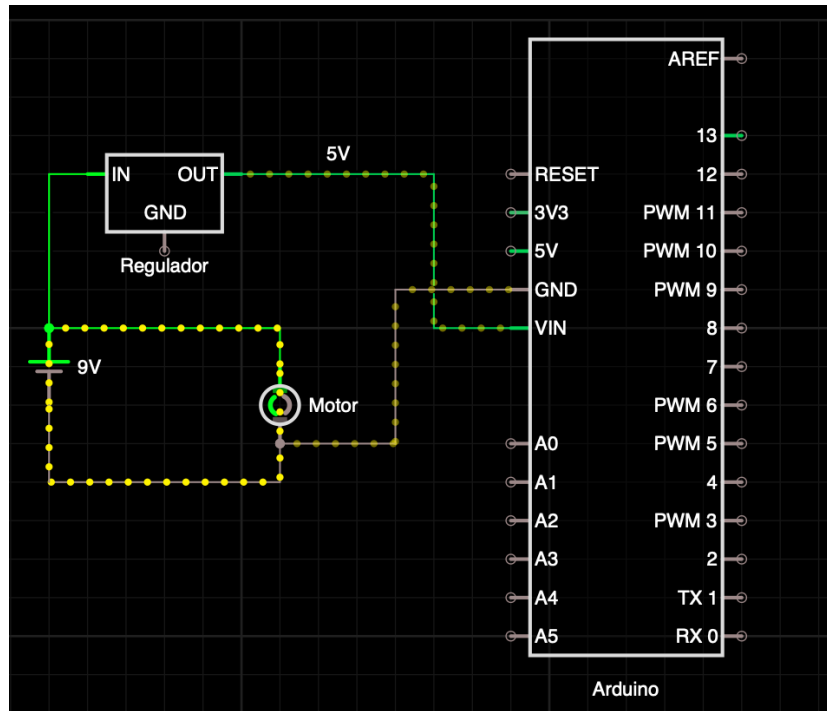 IN OUT
GND
Regulador
5V
9V
Motor
AREF
13
RESET 12
3V3 PWM 11
5V PWM 10
GND PWM 9
VIN 8
7
PWM 6
A0 PWM 5
A1 4
A2 PWM 3
A3 2
A4 TX 1
A5 RX 0
Arduino